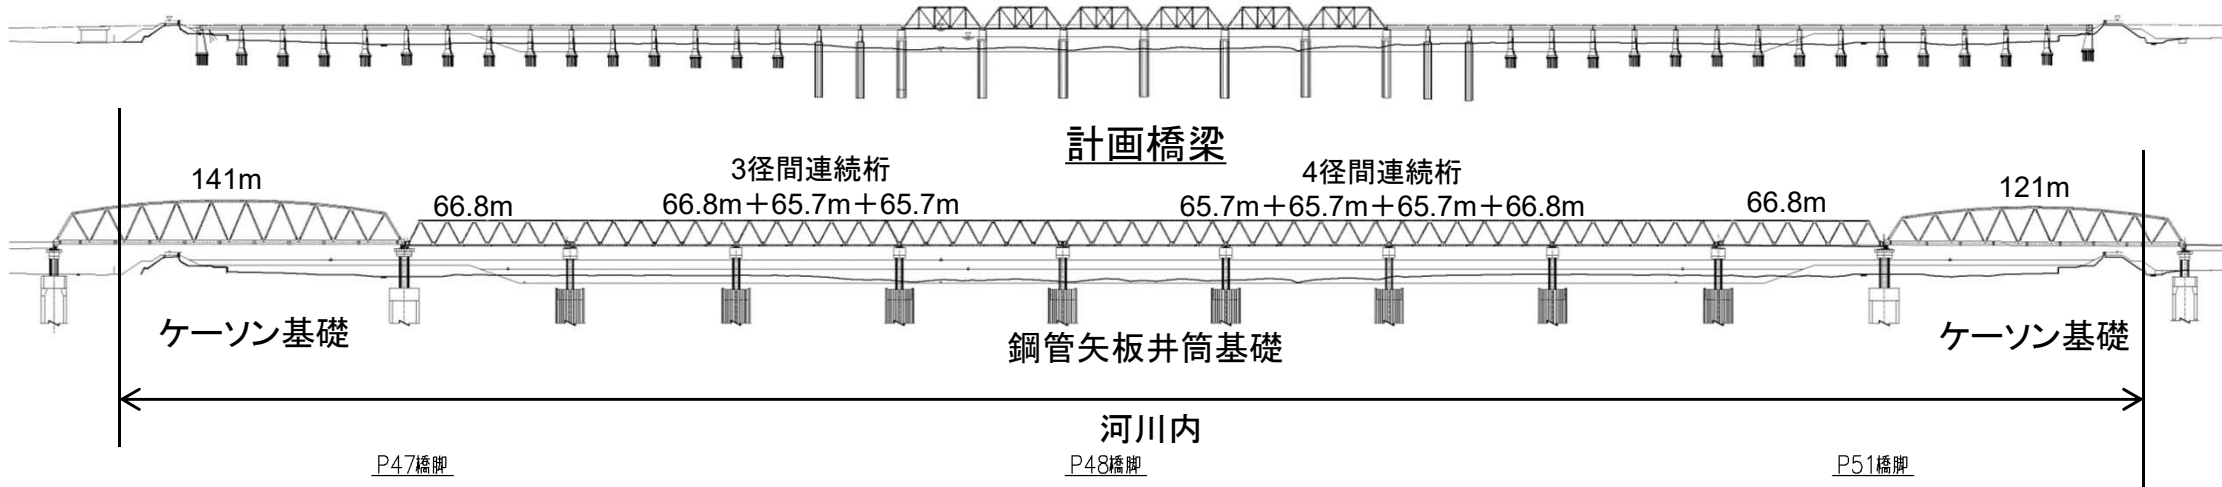 計画橋梁
141m
66.8m
3径間連続桁
66.8m＋65.7m＋65.7m
4径間連続桁
65.7m＋65.7m＋65.7m＋66.8m
66.8m
121m
ケーソン基礎
鋼管矢板井筒基礎
ケーソン基礎
河川内
P47橋脚
P48橋脚
P51橋脚